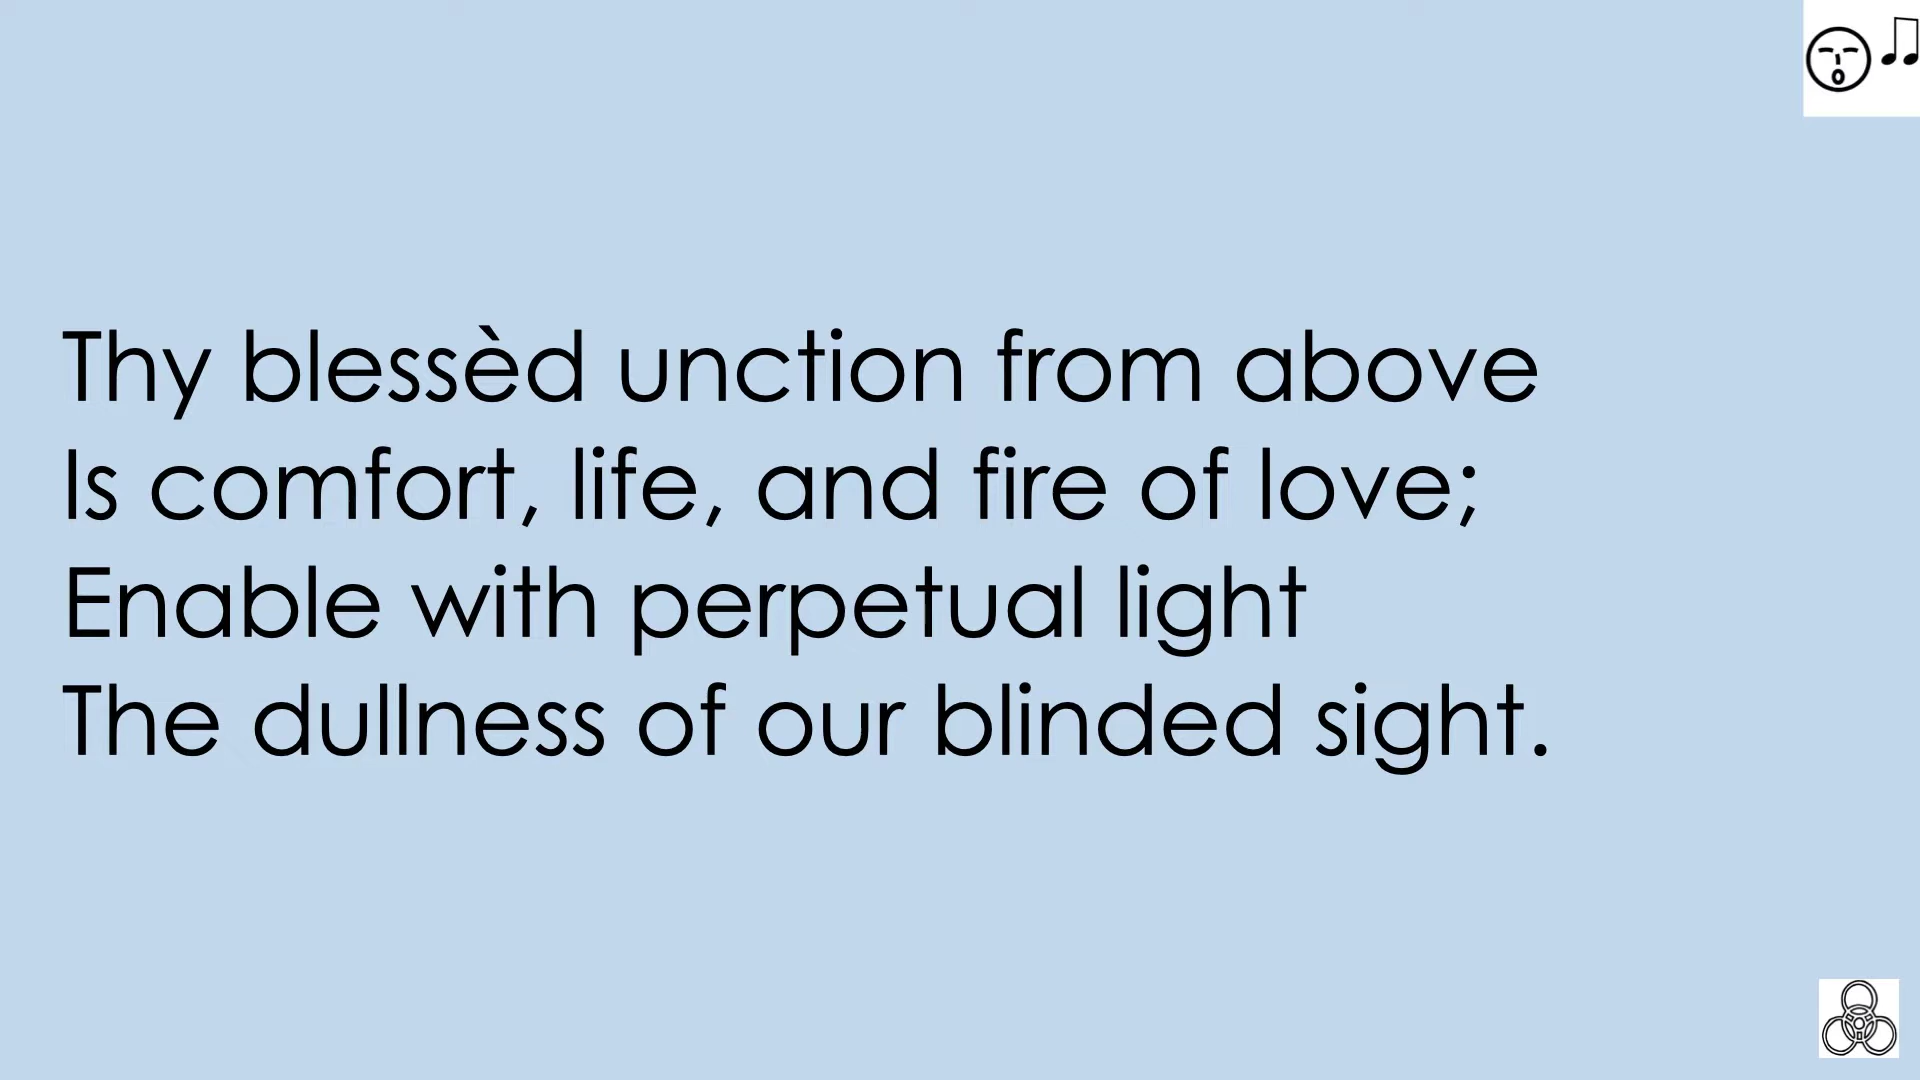 Thy blessèd unction from above
Is comfort, life, and fire of love;
Enable with perpetual light
The dullness of our blinded sight.